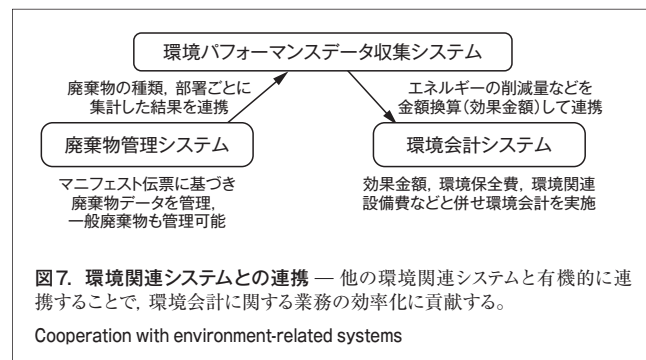 環境パフォーマンスデータ収集システム
廃棄物の種類, 部署ごとに
集計した結果を連携
エネルギーの削減量などを
金額換算(効果金額)して連携
廃棄物管理システム
環境会計システム
マニフェスト伝票に基づき
廃棄物データを管理,
一般廃棄物も管理可能
効果金額, 環境保全費, 環境関連
設備費などと併せ環境会計を実施
図7. 環境関連システムとの連携 — 他の環境関連システムと有機的に連
携することで, 環境会計に関する業務の効率化に貢献する。
Cooperation with environment-related systems